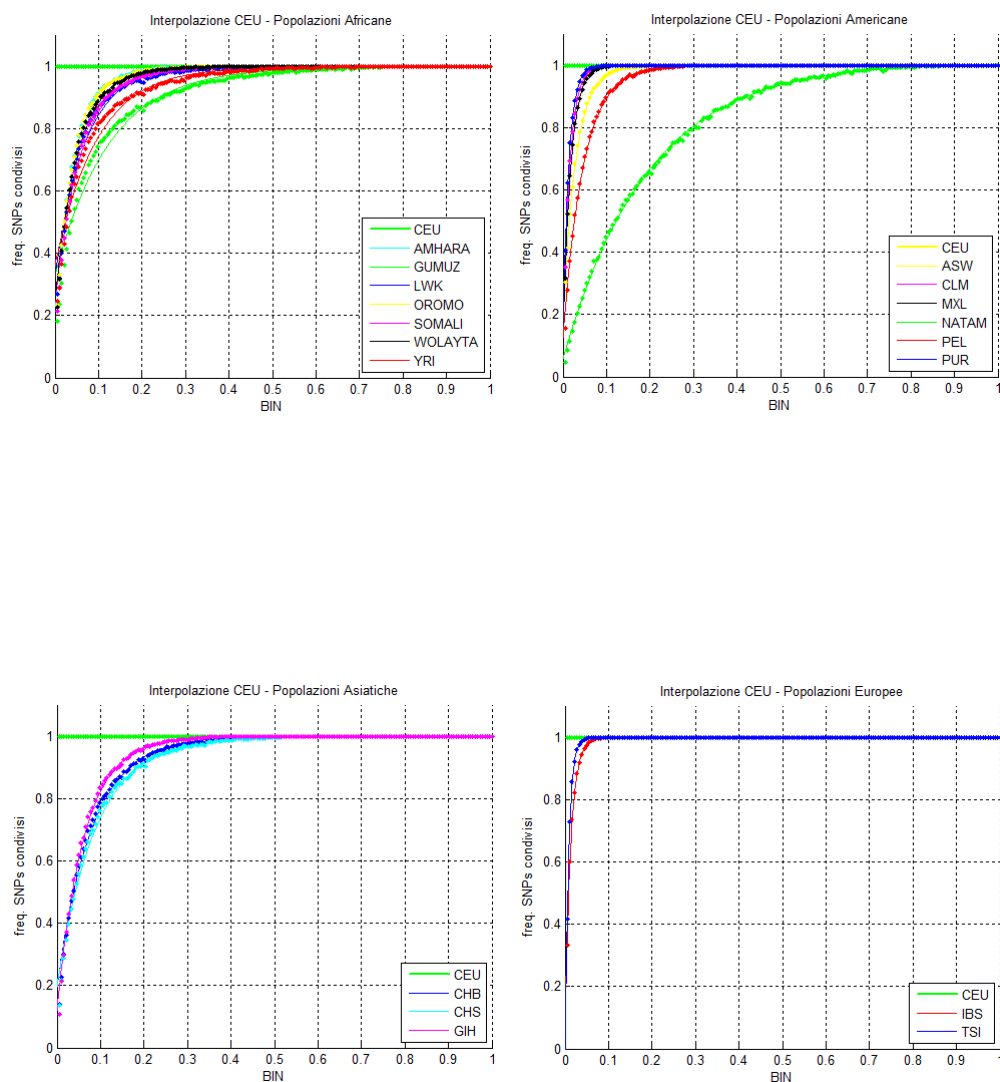 Interpolazione CEU - Popolazioni Africane
freq. SNPs condivisi
1
0.8
0.6
0.4
0.2
0
0 0.1 0.2 0.3 0.4 0.5 0.6 0.7 0.8 0.9 1
BIN
CEU
AMHARA
GUMUZ
LWK
OROMO
SOMALI
WOLAYTA
YRI
Interpolazione CEU - Popolazioni Americane
freq. SNPs condivisi
1
0.8
0.6
0.4
0.2
0
0 0.1 0.2 0.3 0.4 0.5 0.6 0.7 0.8 0.9 1
BIN
CEU
ASW
CLM
MXL
NATAM
PEL
PUR
Interpolazione CEU - Popolazioni Asiatiche
freq. SNPs condivisi
1
0.8
0.6
0.4
0.2
0
0 0.1 0.2 0.3 0.4 0.5 0.6 0.7 0.8 0.9 1
BIN
CEU
CHB
CHS
GIH
Interpolazione CEU - Popolazioni Europee
freq. SNPs condivisi
1
0.8
0.6
0.4
0.2
0
0 0.1 0.2 0.3 0.4 0.5 0.6 0.7 0.8 0.9 1
BIN
CEU
IBS
TSI